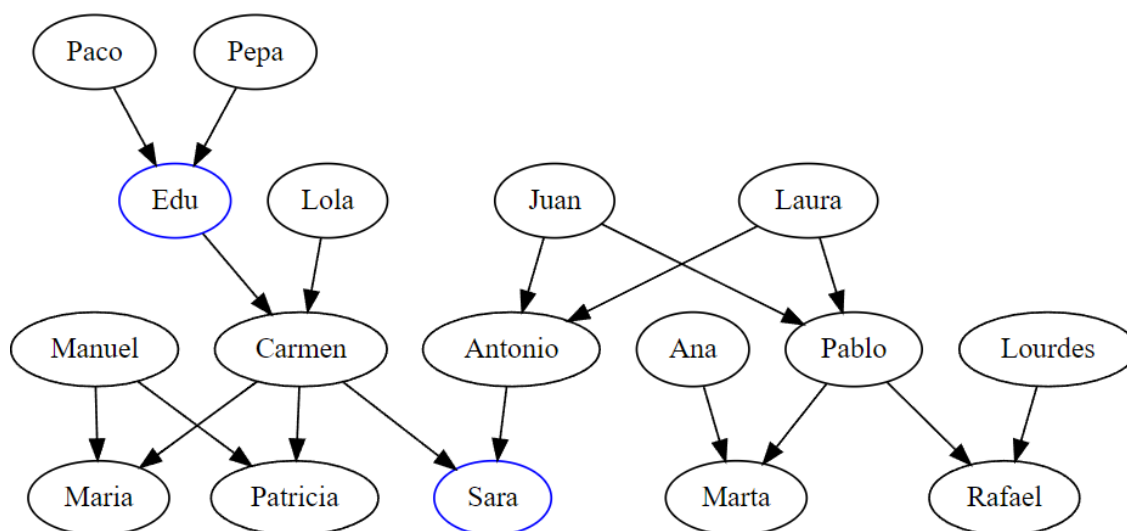 Paco
Pepa
Edu
Lola
Juan
Laura
Manuel
Carmen
Antonio
Ana
Pablo
Lourdes
Maria
Patricia
Sara
Marta
Rafael